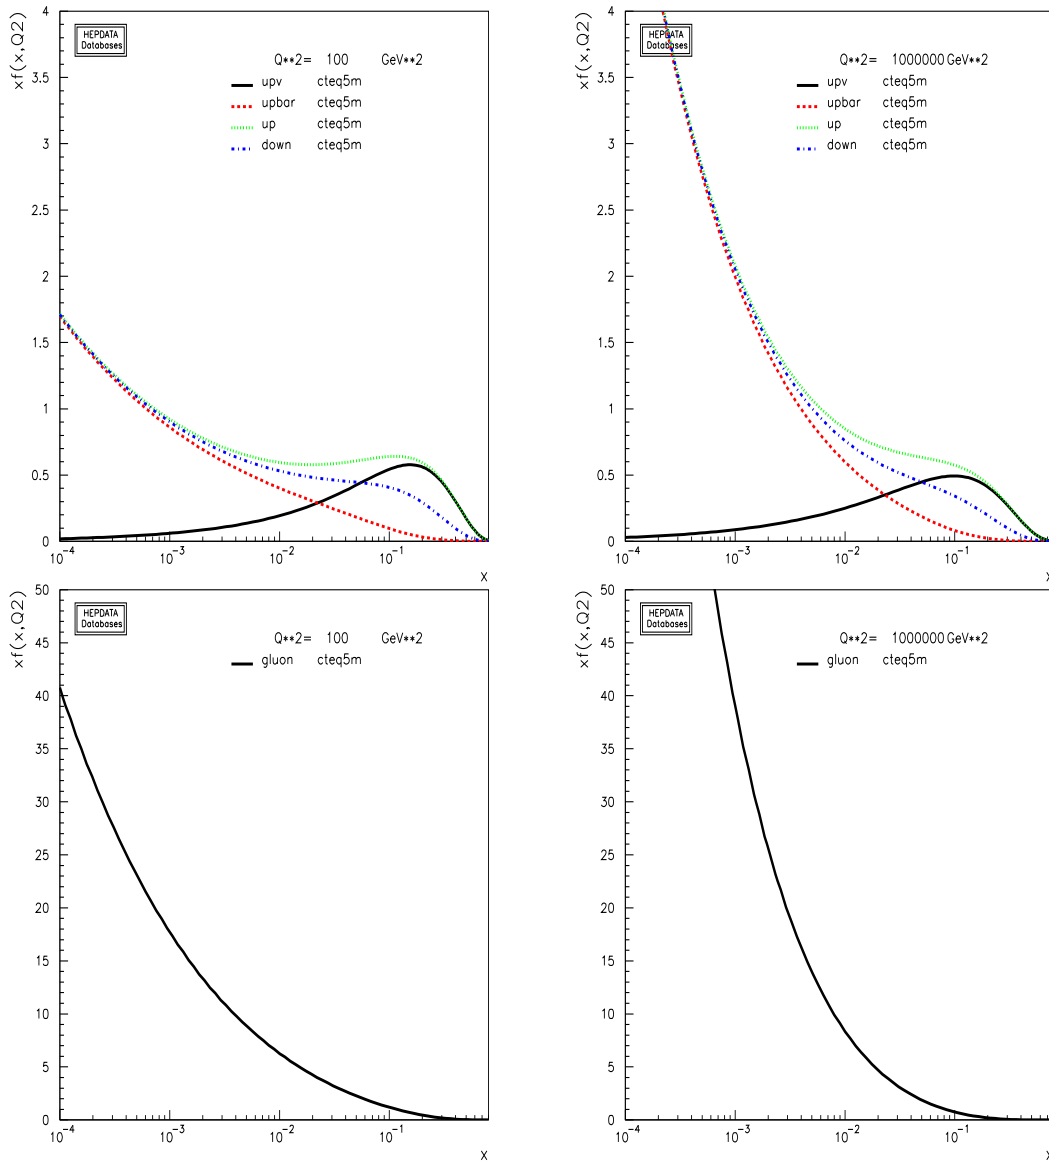 xf(x,Q2)
4
3.5
3
2.5
2
1.5
1
0.5
0
HEPDATA
Databases
Q**2= 100 GeV**2
upv cteq5m
upbar cteq5m
up cteq5m
down cteq5m
10-4 10-3 10-2 10-1
x
xf(x,Q2)
4
3.5
3
2.5
2
1.5
1
0.5
0
HEPDATA
Databases
Q**2= 1000000 GeV**2
upv cteq5m
upbar cteq5m
up cteq5m
down cteq5m
10-4 10-3 10-2 10-1
x
xf(x,Q2)
50
45
40
35
30
25
20
15
10
5
0
HEPDATA
Databases
Q**2= 100 GeV**2
gluon cteq5m
10-4 10-3 10-2 10-1
x
xf(x,Q2)
50
45
40
35
30
25
20
15
10
5
0
HEPDATA
Databases
Q**2= 1000000 GeV**2
gluon cteq5m
10-4 10-3 10-2 10-1
x